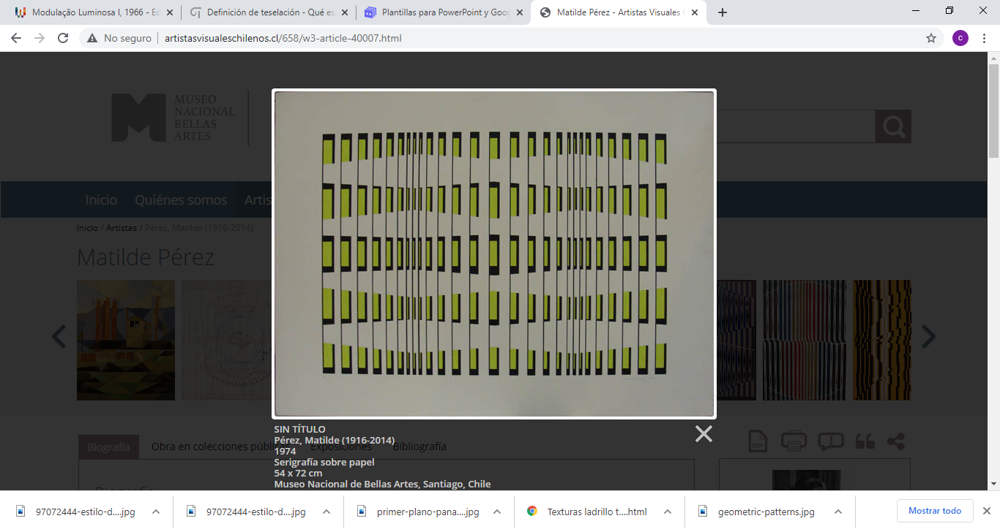 Modulação Luminosa I, 1966 - Ed
Definición de teselación - Qué es
Plantillas para PowerPoint y Goog
Matilde Pérez - Artistas Visuales C
No seguro
artistasvisualeschilenos.cl/658/w3-article-40007.html
c
MUSEO
NACIONAL
BELLAS
ARTES
Inicio Quiénes somos Artis
Inicio / Artistas / Pérez, Matilde (1916-2014)
Matilde Pérez
SIN TÍTULO
Pérez, Matilde (1916-2014)
1974
Serigrafía sobre papel
54 x 72 cm
Museo Nacional de Bellas Artes, Santiago, Chile
Biografía Obra en colecciones públicas Exposiciones Bibliografía
PDF
Biografía
97072444-estilo-d....jpg
97072444-estilo-d....jpg
primer-plano-pana....jpg
Texturas ladrillo t....html
geometric-patterns.jpg
Mostrar todo